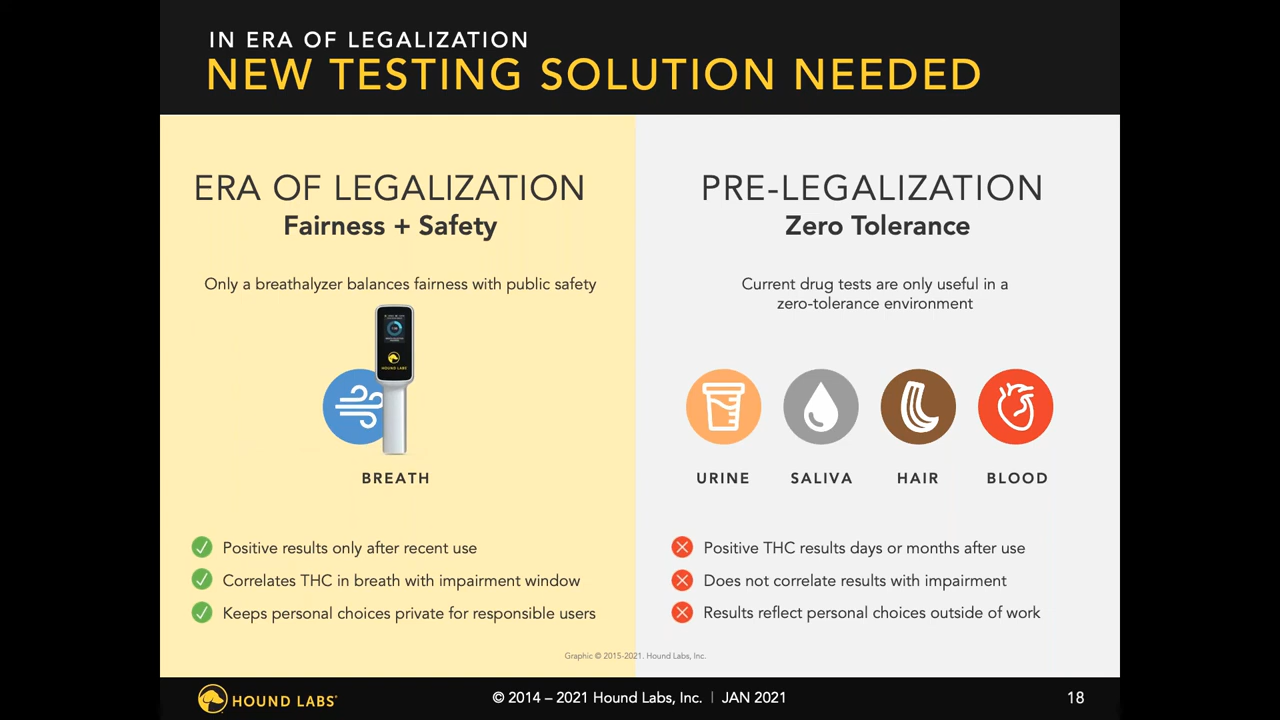 IN ERA OF LEGALIZATION
NEW TESTING SOLUTION NEEDED
ERA OF LEGALIZATION
Fairness + Safety
Only a breathalyzer balances fairness with public safety
HOUND LABS
BREATH
Positive results only after recent use
Correlates THC in breath with impairment window
Keeps personal choices private for responsible users
PRE-LEGALIZATION
Zero Tolerance
Current drug tests are only useful in a
zero-tolerance environment
URINE SALIVA HAIR BLOOD
Positive THC results days or months after use
Does not correlate results with impairment
Results reflect personal choices outside of work
Graphic © 2015-2021. Hound Labs, Inc.
HOUND LABS
© 2014 – 2021 Hound Labs, Inc. | JAN 2021
18